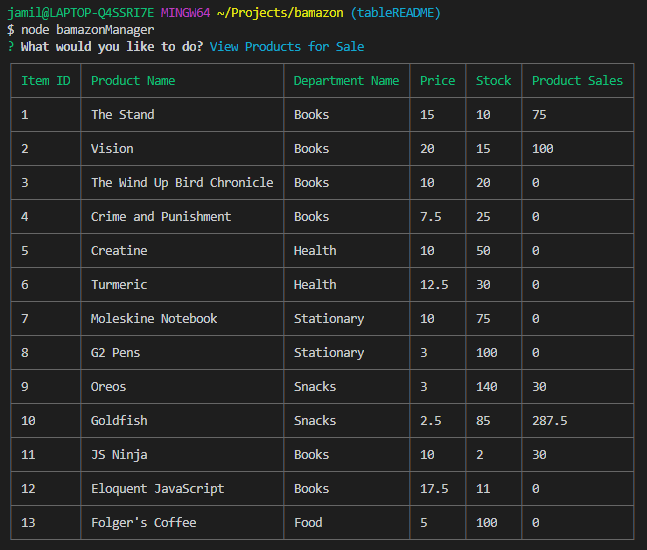 jamil@LAPTOP-Q4SSRI7E MINGW64 ~/Projects/bamazon (tableREADME)
$ node bamazonManager
? What would you like to do? View Products for Sale
Item ID Product Name Department Name Price Stock Product Sales
1 The Stand Books 15 10 75
2 Vision Books 20 15 100
3 The Wind Up Bird Chronicle Books 10 20 0
4 Crime and Punishment Books 7.5 25 0
5 Creatine Health 10 50 0
6 Turmeric Health 12.5 30 0
7 Moleskine Notebook Stationary 10 75 0
8 G2 Pens Stationary 3 100 0
9 Oreos Snacks 3 140 30
10 Goldfish Snacks 2.5 85 287.5
11 JS Ninja Books 10 2 30
12 Eloquent JavaScript Books 17.5 11 0
13 Folger's Coffee Food 5 100 0